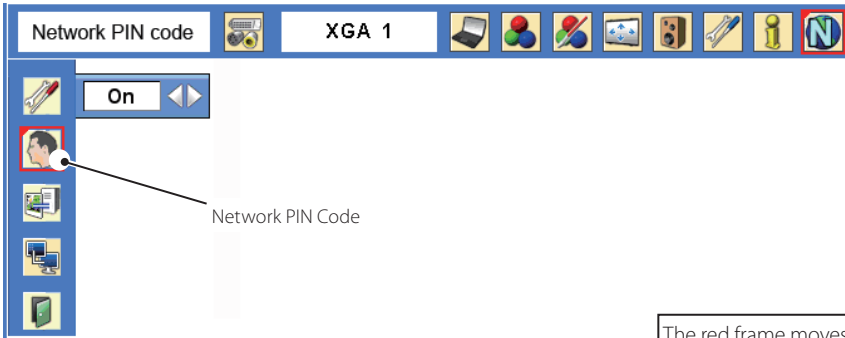 Network PIN code
XGA 1
N
On
Network PIN Code
The red frame moves